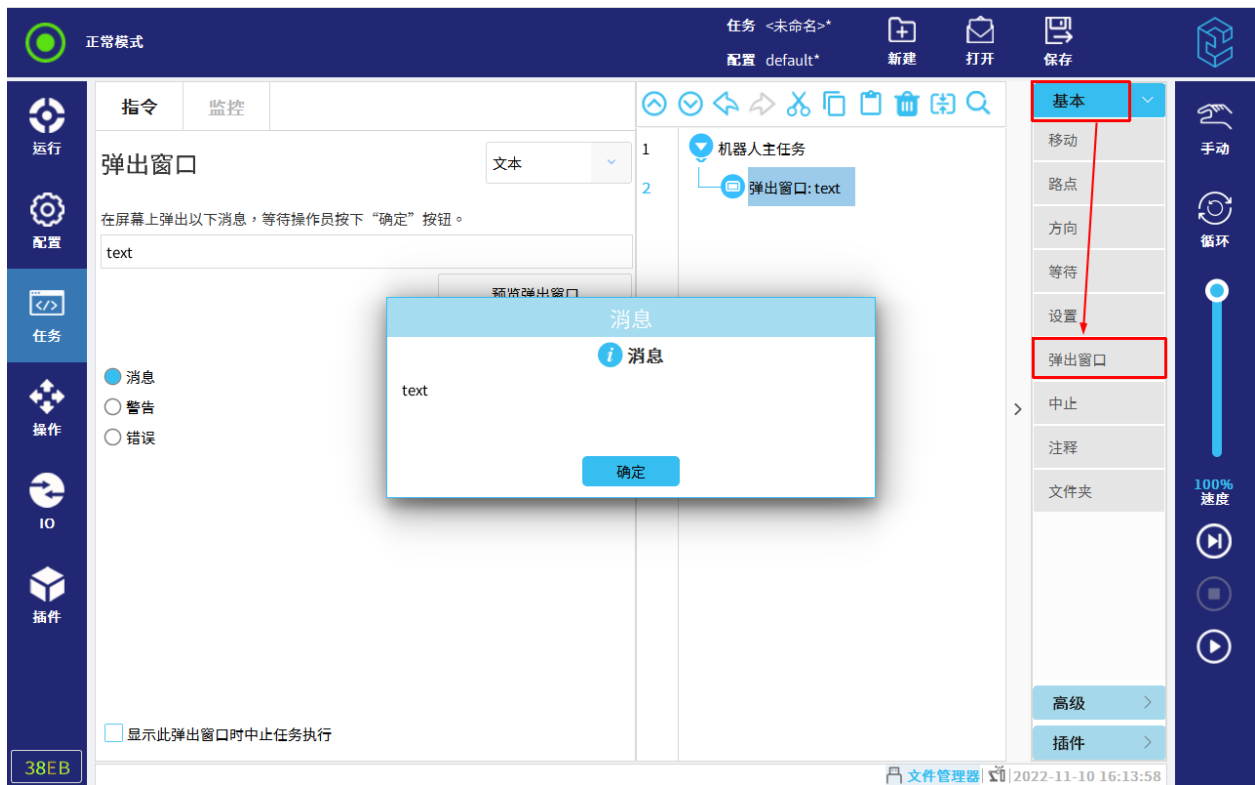 正常模式
任务 <未命名>*
配置 default*
新建
打开
保存
运行
配置
任务
操作
IO
插件
38EB
指令
监控
弹出窗口
文本
在屏幕上弹出以下消息，等待操作员按下“确定”按钮。
text
预览弹出窗口
消息
警告
错误
显示此弹出窗口时中止任务执行
消息
消息
text
确定
1
机器人主任务
2
弹出窗口: text
基本
移动
路点
方向
等待
设置
弹出窗口
中止
注释
文件夹
高级
插件
手动
循环
100%
速度
文件管理器
2022-11-10 16:13:58